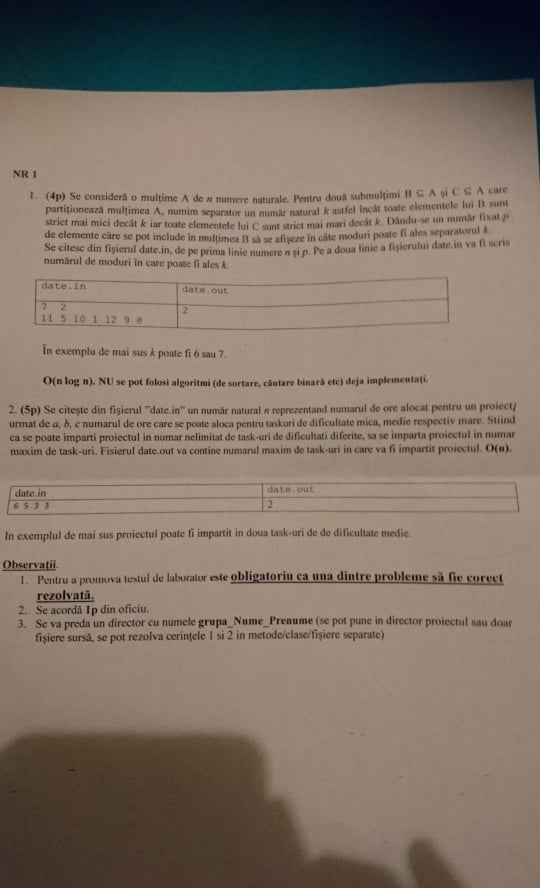 NR 1
1. (4p) Se consideră o mulțime A de n numere naturale. Pentru două submulțimi B ⊆ A și C ⊆ A care
partiționează mulțimea A, numim separator un număr natural k astfel încât toate elementele lui B sunt
strict mai mici decât k iar toate elementele lui C sunt strict mai mari decât k. Dându-se un număr fixat p
de elemente care se pot include în mulțimea B să se afișeze în câte moduri poate fi ales separatorul k.
Se citesc din fișierul date.in, de pe prima linie numere n și p. Pe a doua linie a fișierului date.in va fi scris
numărul de moduri în care poate fi ales k.
date.in date.out
7 2 2
11 5 10 1 12 9 8
În exemplu de mai sus k poate fi 6 sau 7.
O(n log n). NU se pot folosi algoritmi (de sortare, căutare binară etc) deja implementați.
2. (5p) Se citește din fișierul "date.in" un număr natural n reprezentand numarul de ore alocat pentru un proiect
urmat de a, b, c numarul de ore care se poate aloca pentru taskuri de dificultate mica, medie respectiv mare. Stiind
ca se poate imparti proiectul in numar nelimitat de task-uri de dificultati diferite, sa se imparta proiectul in numar
maxim de task-uri. Fisierul date.out va contine numarul maxim de task-uri in care va fi impartit proiectul. O(n).
date.in date.out
6 5 3 3 2
In exemplul de mai sus proiectul poate fi impartit in doua task-uri de de dificultate medie.
Observații.
1. Pentru a promova testul de laborator este obligatoriu ca una dintre probleme să fie corect
rezolvată.
2. Se acordă 1p din oficiu.
3. Se va preda un director cu numele grupa_Nume_Prenume (se pot pune in director proiectul sau doar
fișiere sursă, se pot rezolva cerințele 1 si 2 in metode/clase/fișiere separate)